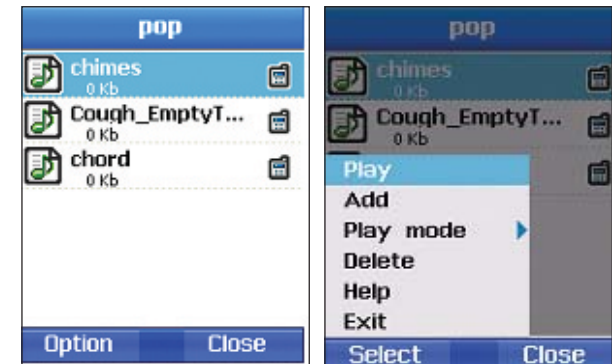 pop
chimes
0 Kb
Cough_EmptyT...
0 Kb
chord
0 Kb
Option Close
pop
chimes
0 Kb
Cough_EmptyT...
0 Kb
Play
Add
Play mode
Delete
Help
Exit
Select Close